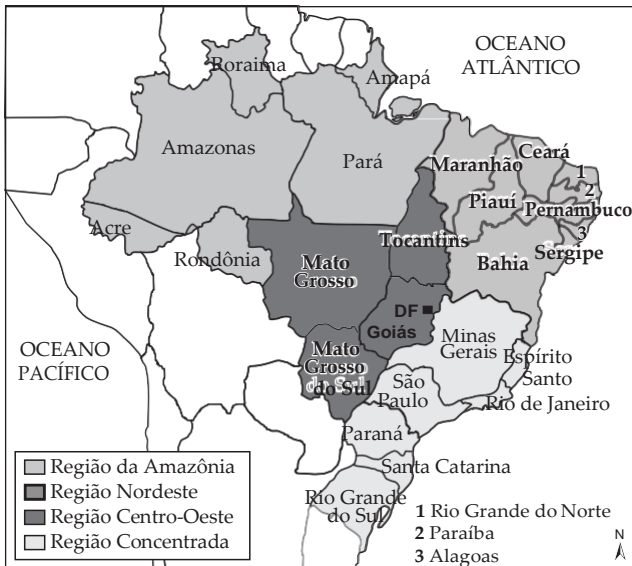 OCEANO
ATLÂNTICO
Roraima
Amapá
Amazonas
Pará
Maranhão
Ceará
1
2
Piauí
Pernambuco
3
Acre
Rondônia
Tocantins
Sergipe
Bahia
Mato
Grosso
DF
Goiás
OCEANO
PACÍFICO
Mato
Grosso
do Sul
Minas
Gerais
Espírito
Santo
São
Paulo
Rio de Janeiro
Paraná
Santa Catarina
Rio Grande
do Sul
Região da Amazônia
Região Nordeste
Região Centro-Oeste
Região Concentrada
1 Rio Grande do Norte
2 Paraíba
3 Alagoas
N